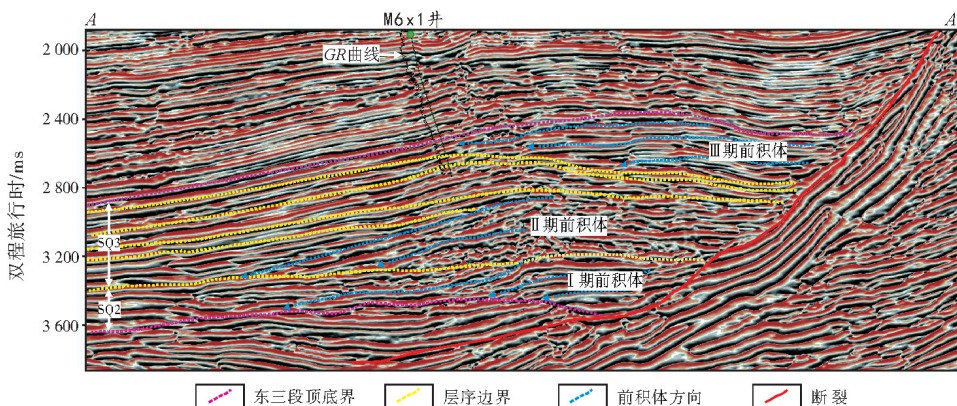 A M6x1井 A
GR曲线
双程旅行时/ms
2 000
2 400
2 800
3 200
3 600
SQ3
SQ2
Ⅲ期前积体
Ⅱ期前积体
Ⅰ期前积体
东三段顶底界 层序边界 前积体方向 断裂